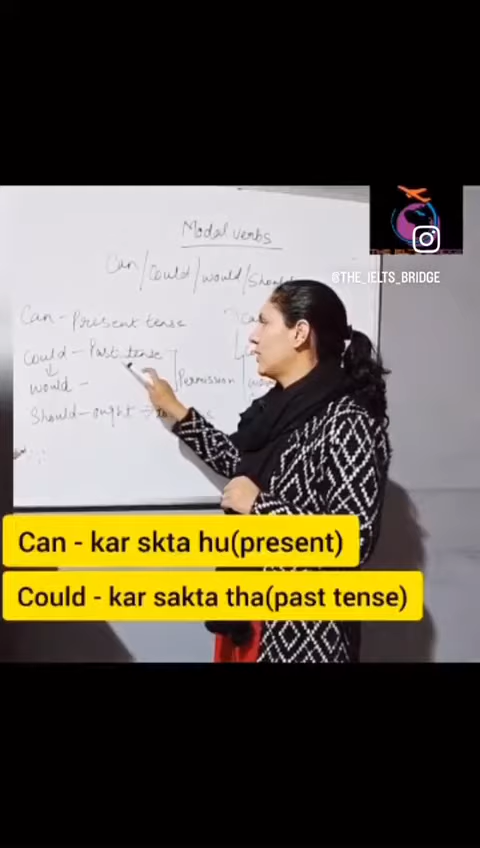 Modal verbs
Can/Could/would/Should
@THE_IELTS_BRIDGE
Can - Present tense
Could - Past tense
would -
Permission
Should - ought
Can - kar skta hu(present)
Could - kar sakta tha(past tense)